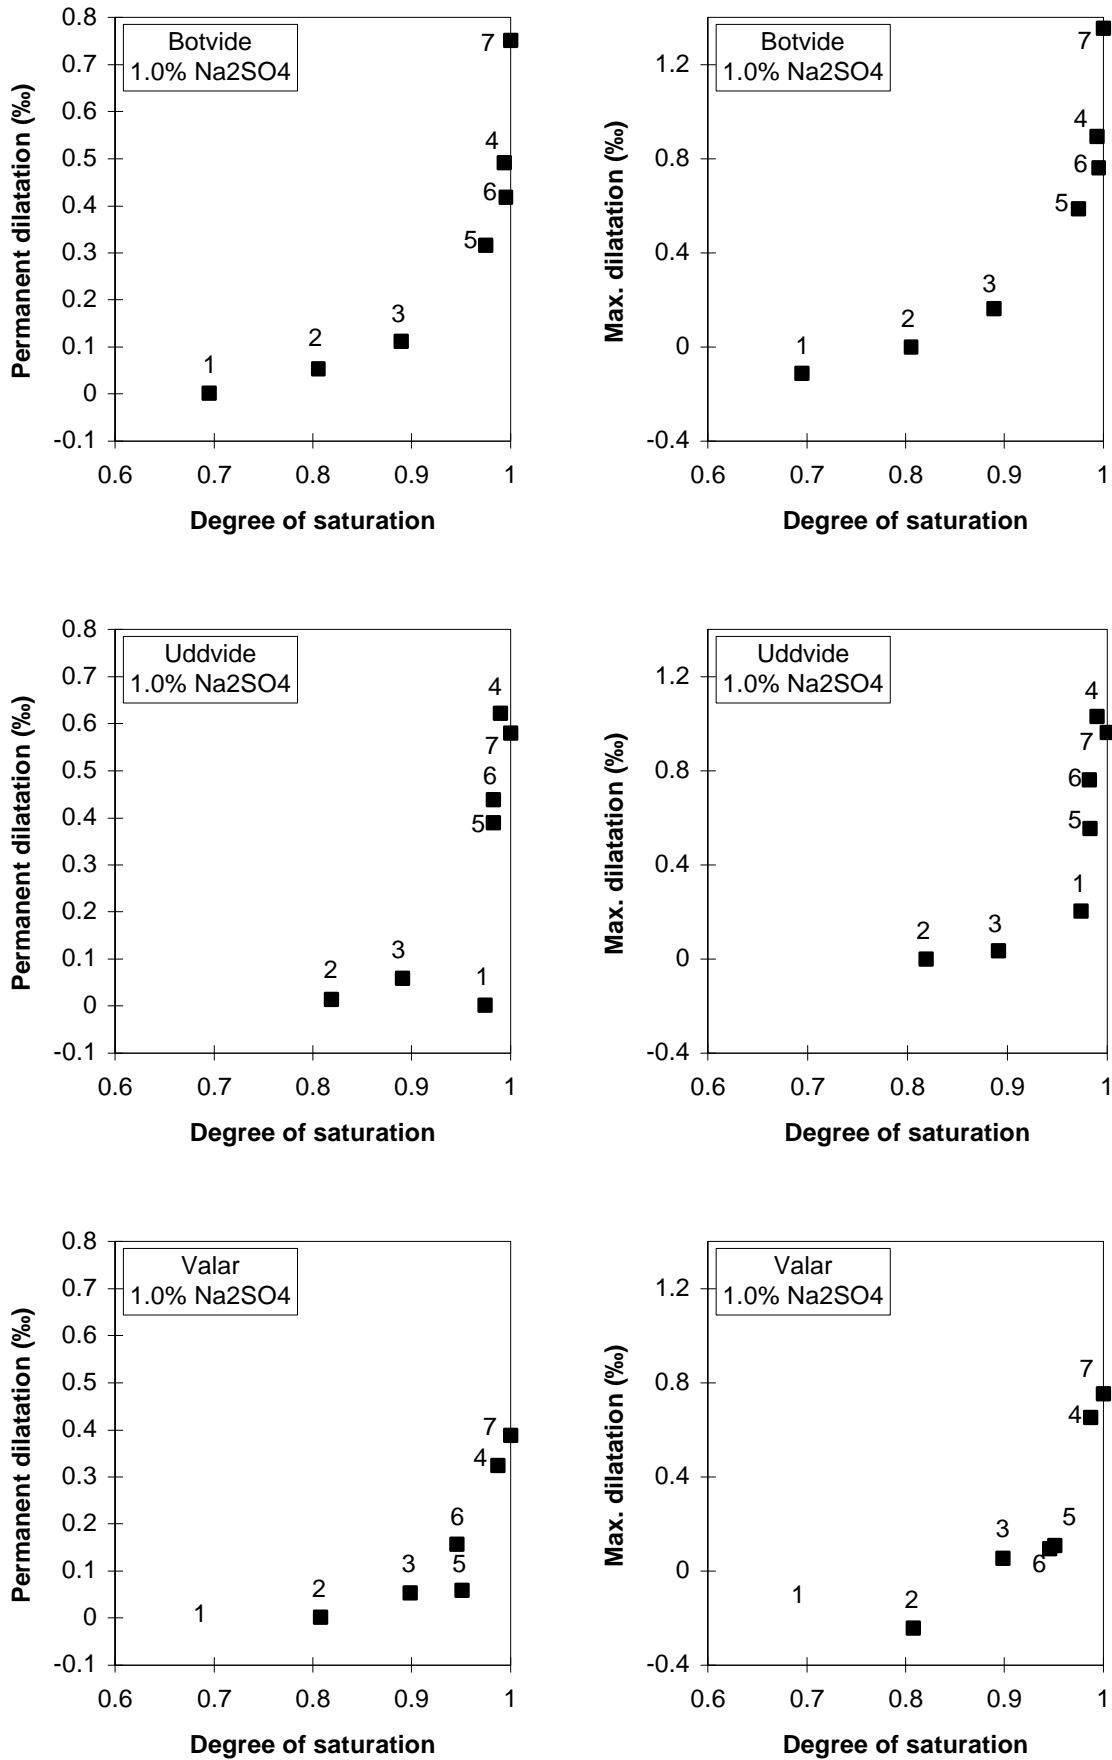 Botvide
1.0% Na2SO4
Permanent dilatation (‰)
0.8
0.7
0.6
0.5
0.4
0.3
0.2
0.1
0
-0.1
7
4
6
5
3
2
1
0.6 0.7 0.8 0.9 1
Degree of saturation
Botvide
1.0% Na2SO4
Max. dilatation (‰)
1.2
0.8
0.4
0
-0.4
7
4
6
5
3
2
1
0.6 0.7 0.8 0.9 1
Degree of saturation
Uddvide
1.0% Na2SO4
Permanent dilatation (‰)
0.8
0.7
0.6
0.5
0.4
0.3
0.2
0.1
0
-0.1
4
7
6
5
3
2
1
0.6 0.7 0.8 0.9 1
Degree of saturation
Uddvide
1.0% Na2SO4
Max. dilatation (‰)
1.2
0.8
0.4
0
-0.4
4
7
6
5
1
3
2
0.6 0.7 0.8 0.9 1
Degree of saturation
Valar
1.0% Na2SO4
Permanent dilatation (‰)
0.8
0.7
0.6
0.5
0.4
0.3
0.2
0.1
0
-0.1
7
4
6
3 5
2
1
0.6 0.7 0.8 0.9 1
Degree of saturation
Valar
1.0% Na2SO4
Max. dilatation (‰)
1.2
0.8
0.4
0
-0.4
7
4
5
3
6
2
1
0.6 0.7 0.8 0.9 1
Degree of saturation